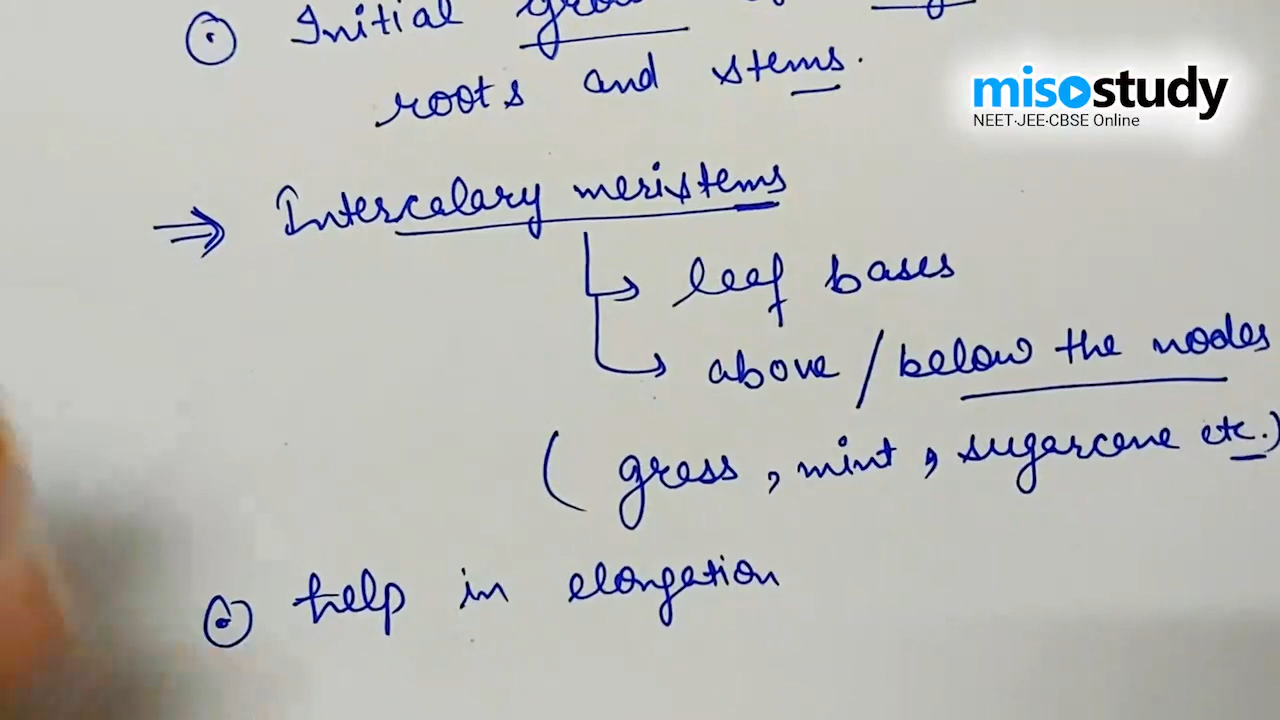 ⊙ Initial
roots and stems.
misostudy
NEET·JEE·CBSE Online
⇒ Intercalary meristems
↳ leaf bases
↳ above / below the nodes
( grass, mint, sugarcane etc.)
⊙ help in elongation